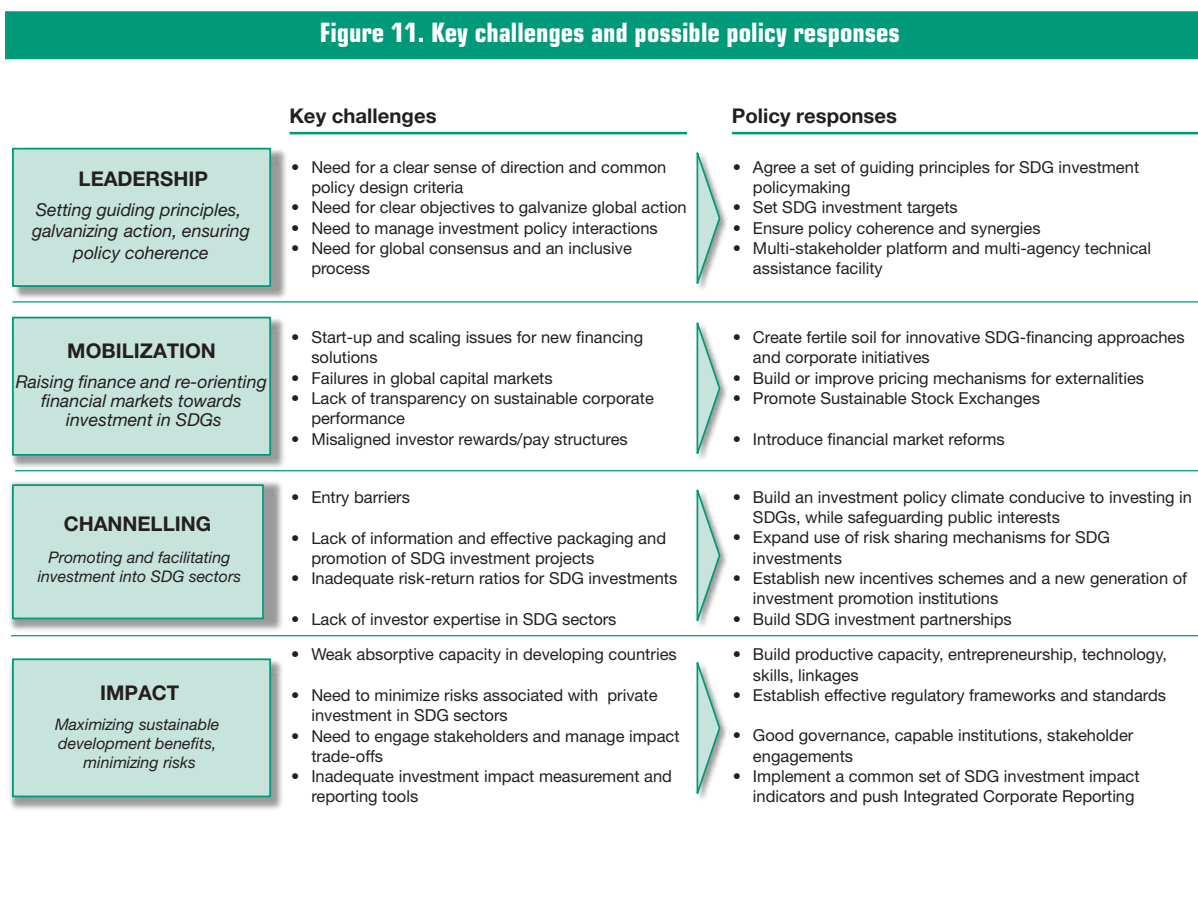 Figure 11. Key challenges and possible policy responses
Key challenges
Policy responses
LEADERSHIP
Setting guiding principles,
galvanizing action, ensuring
policy coherence
• Need for a clear sense of direction and common
policy design criteria
• Need for clear objectives to galvanize global action
• Need to manage investment policy interactions
• Need for global consensus and an inclusive
process
• Agree a set of guiding principles for SDG investment
policymaking
• Set SDG investment targets
• Ensure policy coherence and synergies
• Multi-stakeholder platform and multi-agency technical
assistance facility
MOBILIZATION
Raising finance and re-orienting
financial markets towards
investment in SDGs
• Start-up and scaling issues for new financing
solutions
• Failures in global capital markets
• Lack of transparency on sustainable corporate
performance
• Misaligned investor rewards/pay structures
• Create fertile soil for innovative SDG-financing approaches
and corporate initiatives
• Build or improve pricing mechanisms for externalities
• Promote Sustainable Stock Exchanges
• Introduce financial market reforms
CHANNELLING
Promoting and facilitating
investment into SDG sectors
• Entry barriers
• Lack of information and effective packaging and
promotion of SDG investment projects
• Inadequate risk-return ratios for SDG investments
• Lack of investor expertise in SDG sectors
• Build an investment policy climate conducive to investing in
SDGs, while safeguarding public interests
• Expand use of risk sharing mechanisms for SDG
investments
• Establish new incentives schemes and a new generation of
investment promotion institutions
• Build SDG investment partnerships
IMPACT
Maximizing sustainable
development benefits,
minimizing risks
• Weak absorptive capacity in developing countries
• Need to minimize risks associated with private
investment in SDG sectors
• Need to engage stakeholders and manage impact
trade-offs
• Inadequate investment impact measurement and
reporting tools
• Build productive capacity, entrepreneurship, technology,
skills, linkages
• Establish effective regulatory frameworks and standards
• Good governance, capable institutions, stakeholder
engagements
• Implement a common set of SDG investment impact
indicators and push Integrated Corporate Reporting